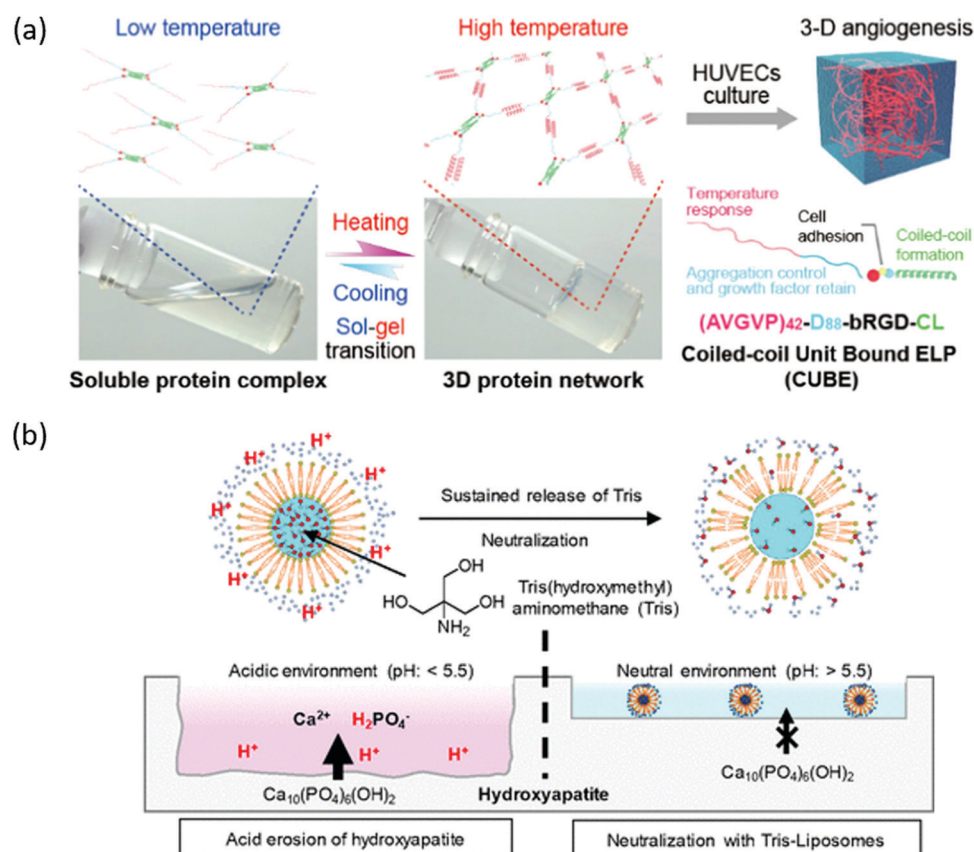 (a)
Low temperature
High temperature
3-D angiogenesis
HUVECs
culture
Heating
Cooling
Sol-gel
transition
Soluble protein complex
3D protein network
Temperature
response
Cell
adhesion
Coiled-coil
formation
Aggregation control
and growth factor retain
(AVGVP)42-D88-bRGD-CL
Coiled-coil Unit Bound ELP
(CUBE)
(b)
H+
H+
H+
H+
H+
H+
H+
H+
Sustained release of Tris
Neutralization
OH
HO
OH
NH2
Tris(hydroxymethyl)
aminomethane (Tris)
Acidic environment (pH: < 5.5)
Neutral environment (pH: > 5.5)
Ca2+ H2PO4-
H+ H+ H+
Ca10(PO4)6(OH)2
Hydroxyapatite
Ca10(PO4)6(OH)2
Acid erosion of hydroxyapatite
Neutralization with Tris-Liposomes